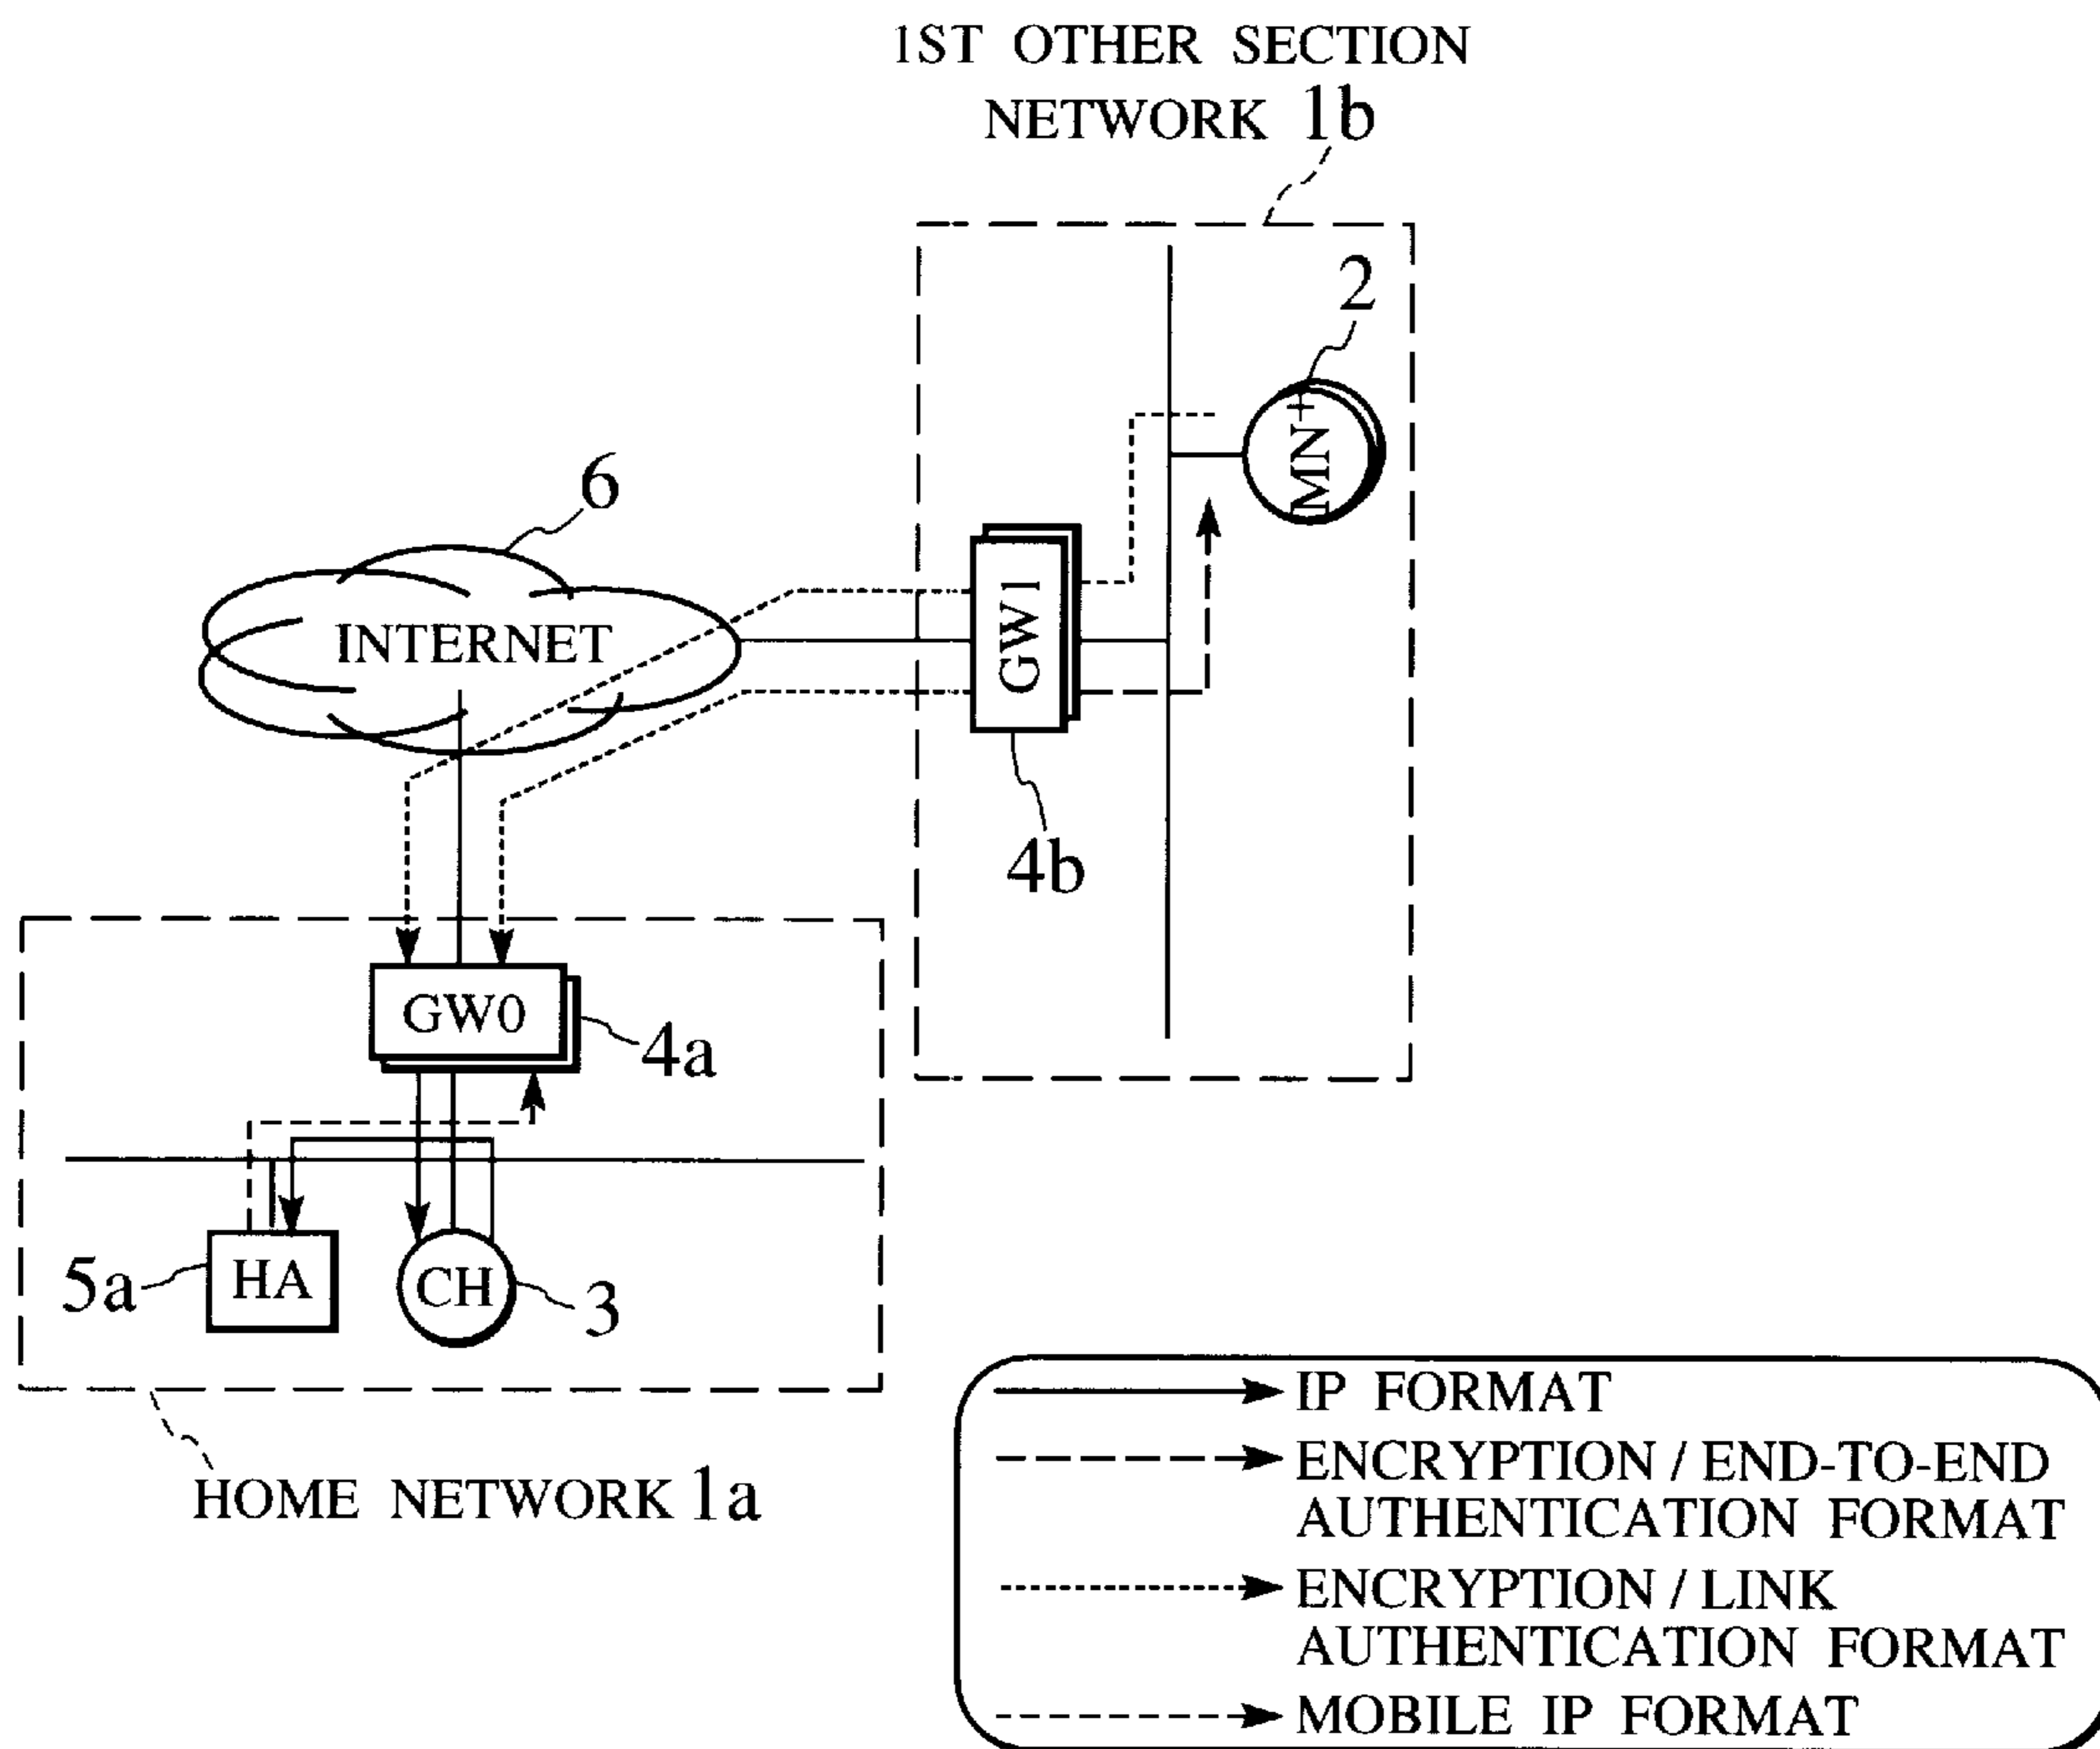 1ST OTHER SECTION
NETWORK 1b
2
MN+
6
INTERNET
GW1
4b
GW0
4a
5a
HA
CH
3
HOME NETWORK 1a
IP FORMAT
ENCRYPTION / END-TO-END
AUTHENTICATION FORMAT
ENCRYPTION / LINK
AUTHENTICATION FORMAT
MOBILE IP FORMAT